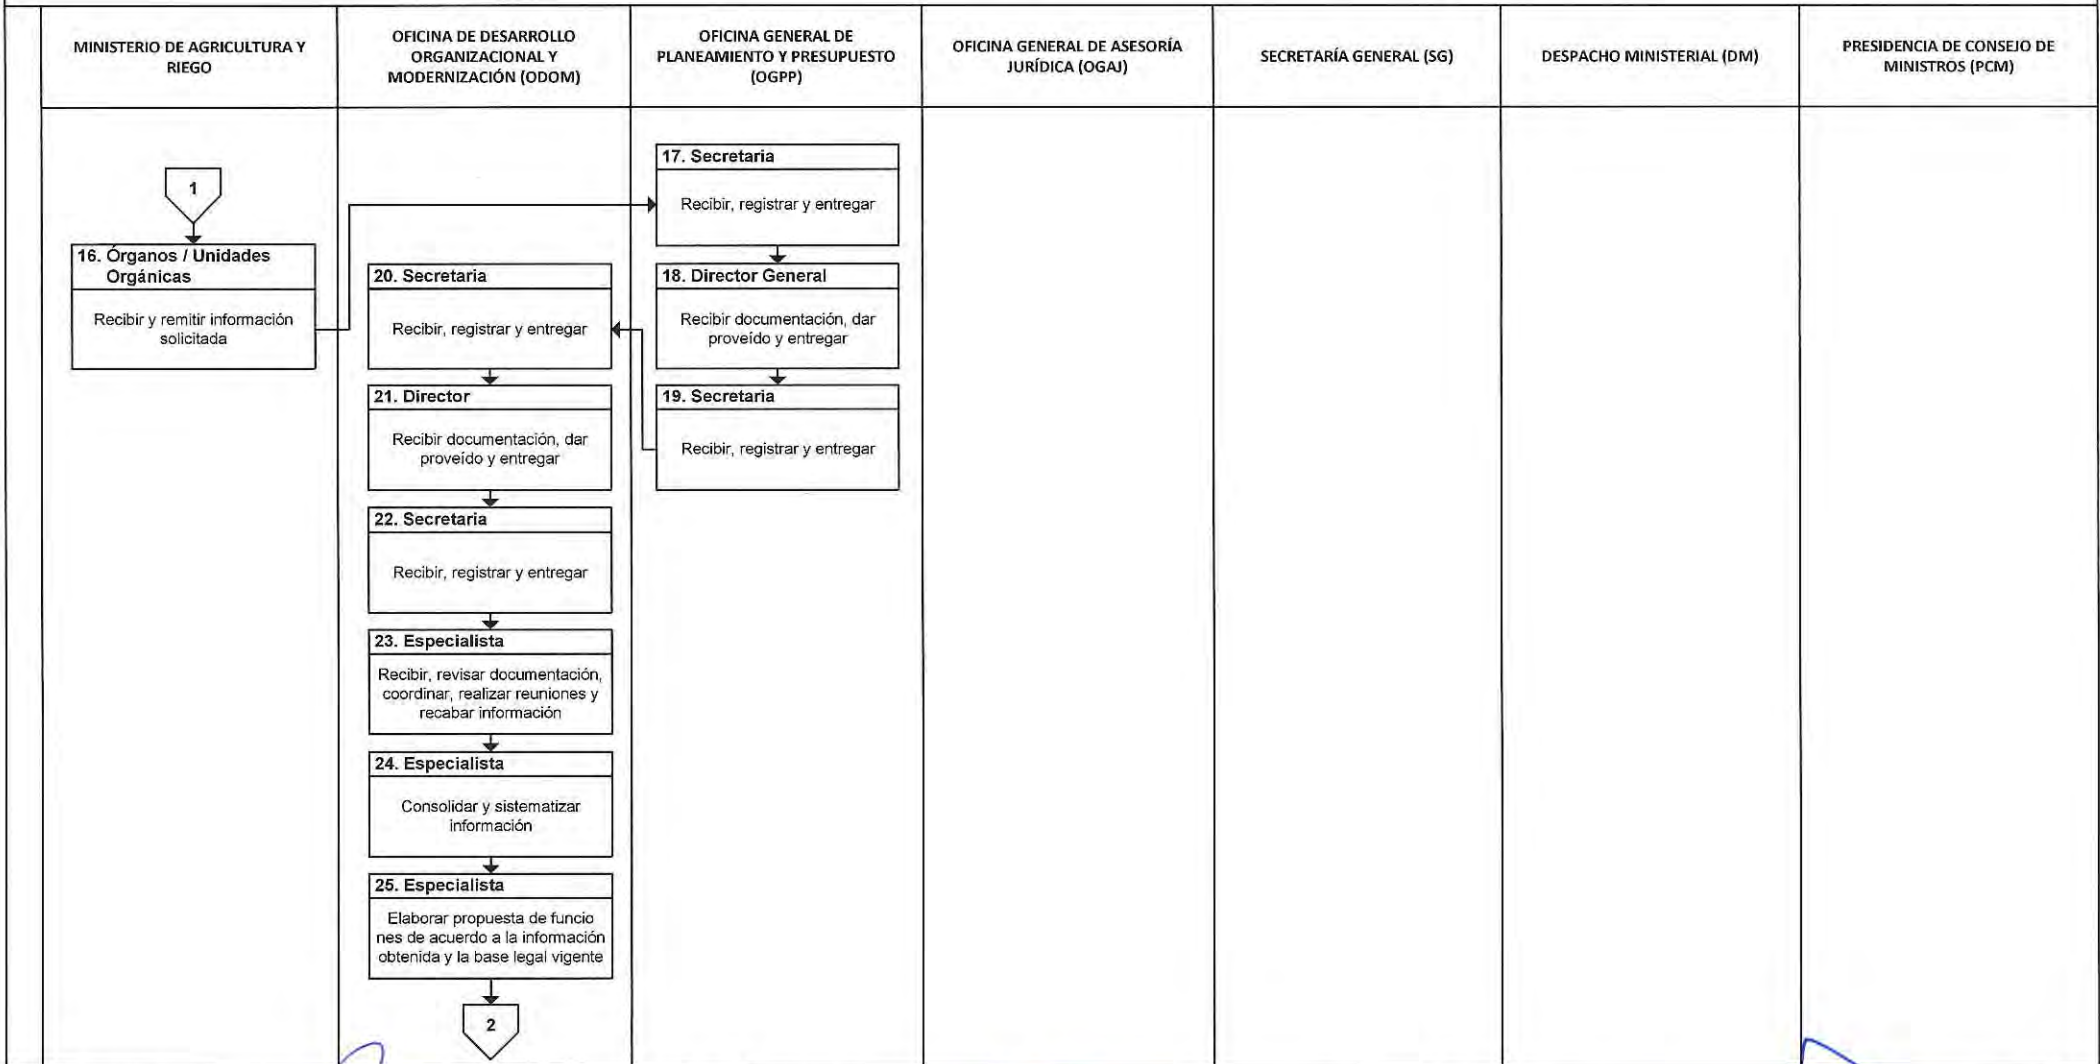 MINISTERIO DE AGRICULTURA Y
RIEGO
OFICINA DE DESARROLLO
ORGANIZACIONAL Y
MODERNIZACIÓN (ODOM)
OFICINA GENERAL DE
PLANEAMIENTO Y PRESUPUESTO
(OGPP)
OFICINA GENERAL DE ASESORÍA
JURÍDICA (OGAJ)
SECRETARÍA GENERAL (SG)
DESPACHO MINISTERIAL (DM)
PRESIDENCIA DE CONSEJO DE
MINISTROS (PCM)
1
16. Órganos / Unidades
Orgánicas
Recibir y remitir información
solicitada
17. Secretaria
Recibir, registrar y entregar
18. Director General
Recibir documentación, dar
proveído y entregar
19. Secretaria
Recibir, registrar y entregar
20. Secretaria
Recibir, registrar y entregar
21. Director
Recibir documentación, dar
proveído y entregar
22. Secretaria
Recibir, registrar y entregar
23. Especialista
Recibir, revisar documentación,
coordinar, realizar reuniones y
recabar información
24. Especialista
Consolidar y sistematizar
información
25. Especialista
Elaborar propuesta de funcio
nes de acuerdo a la información
obtenida y la base legal vigente
2